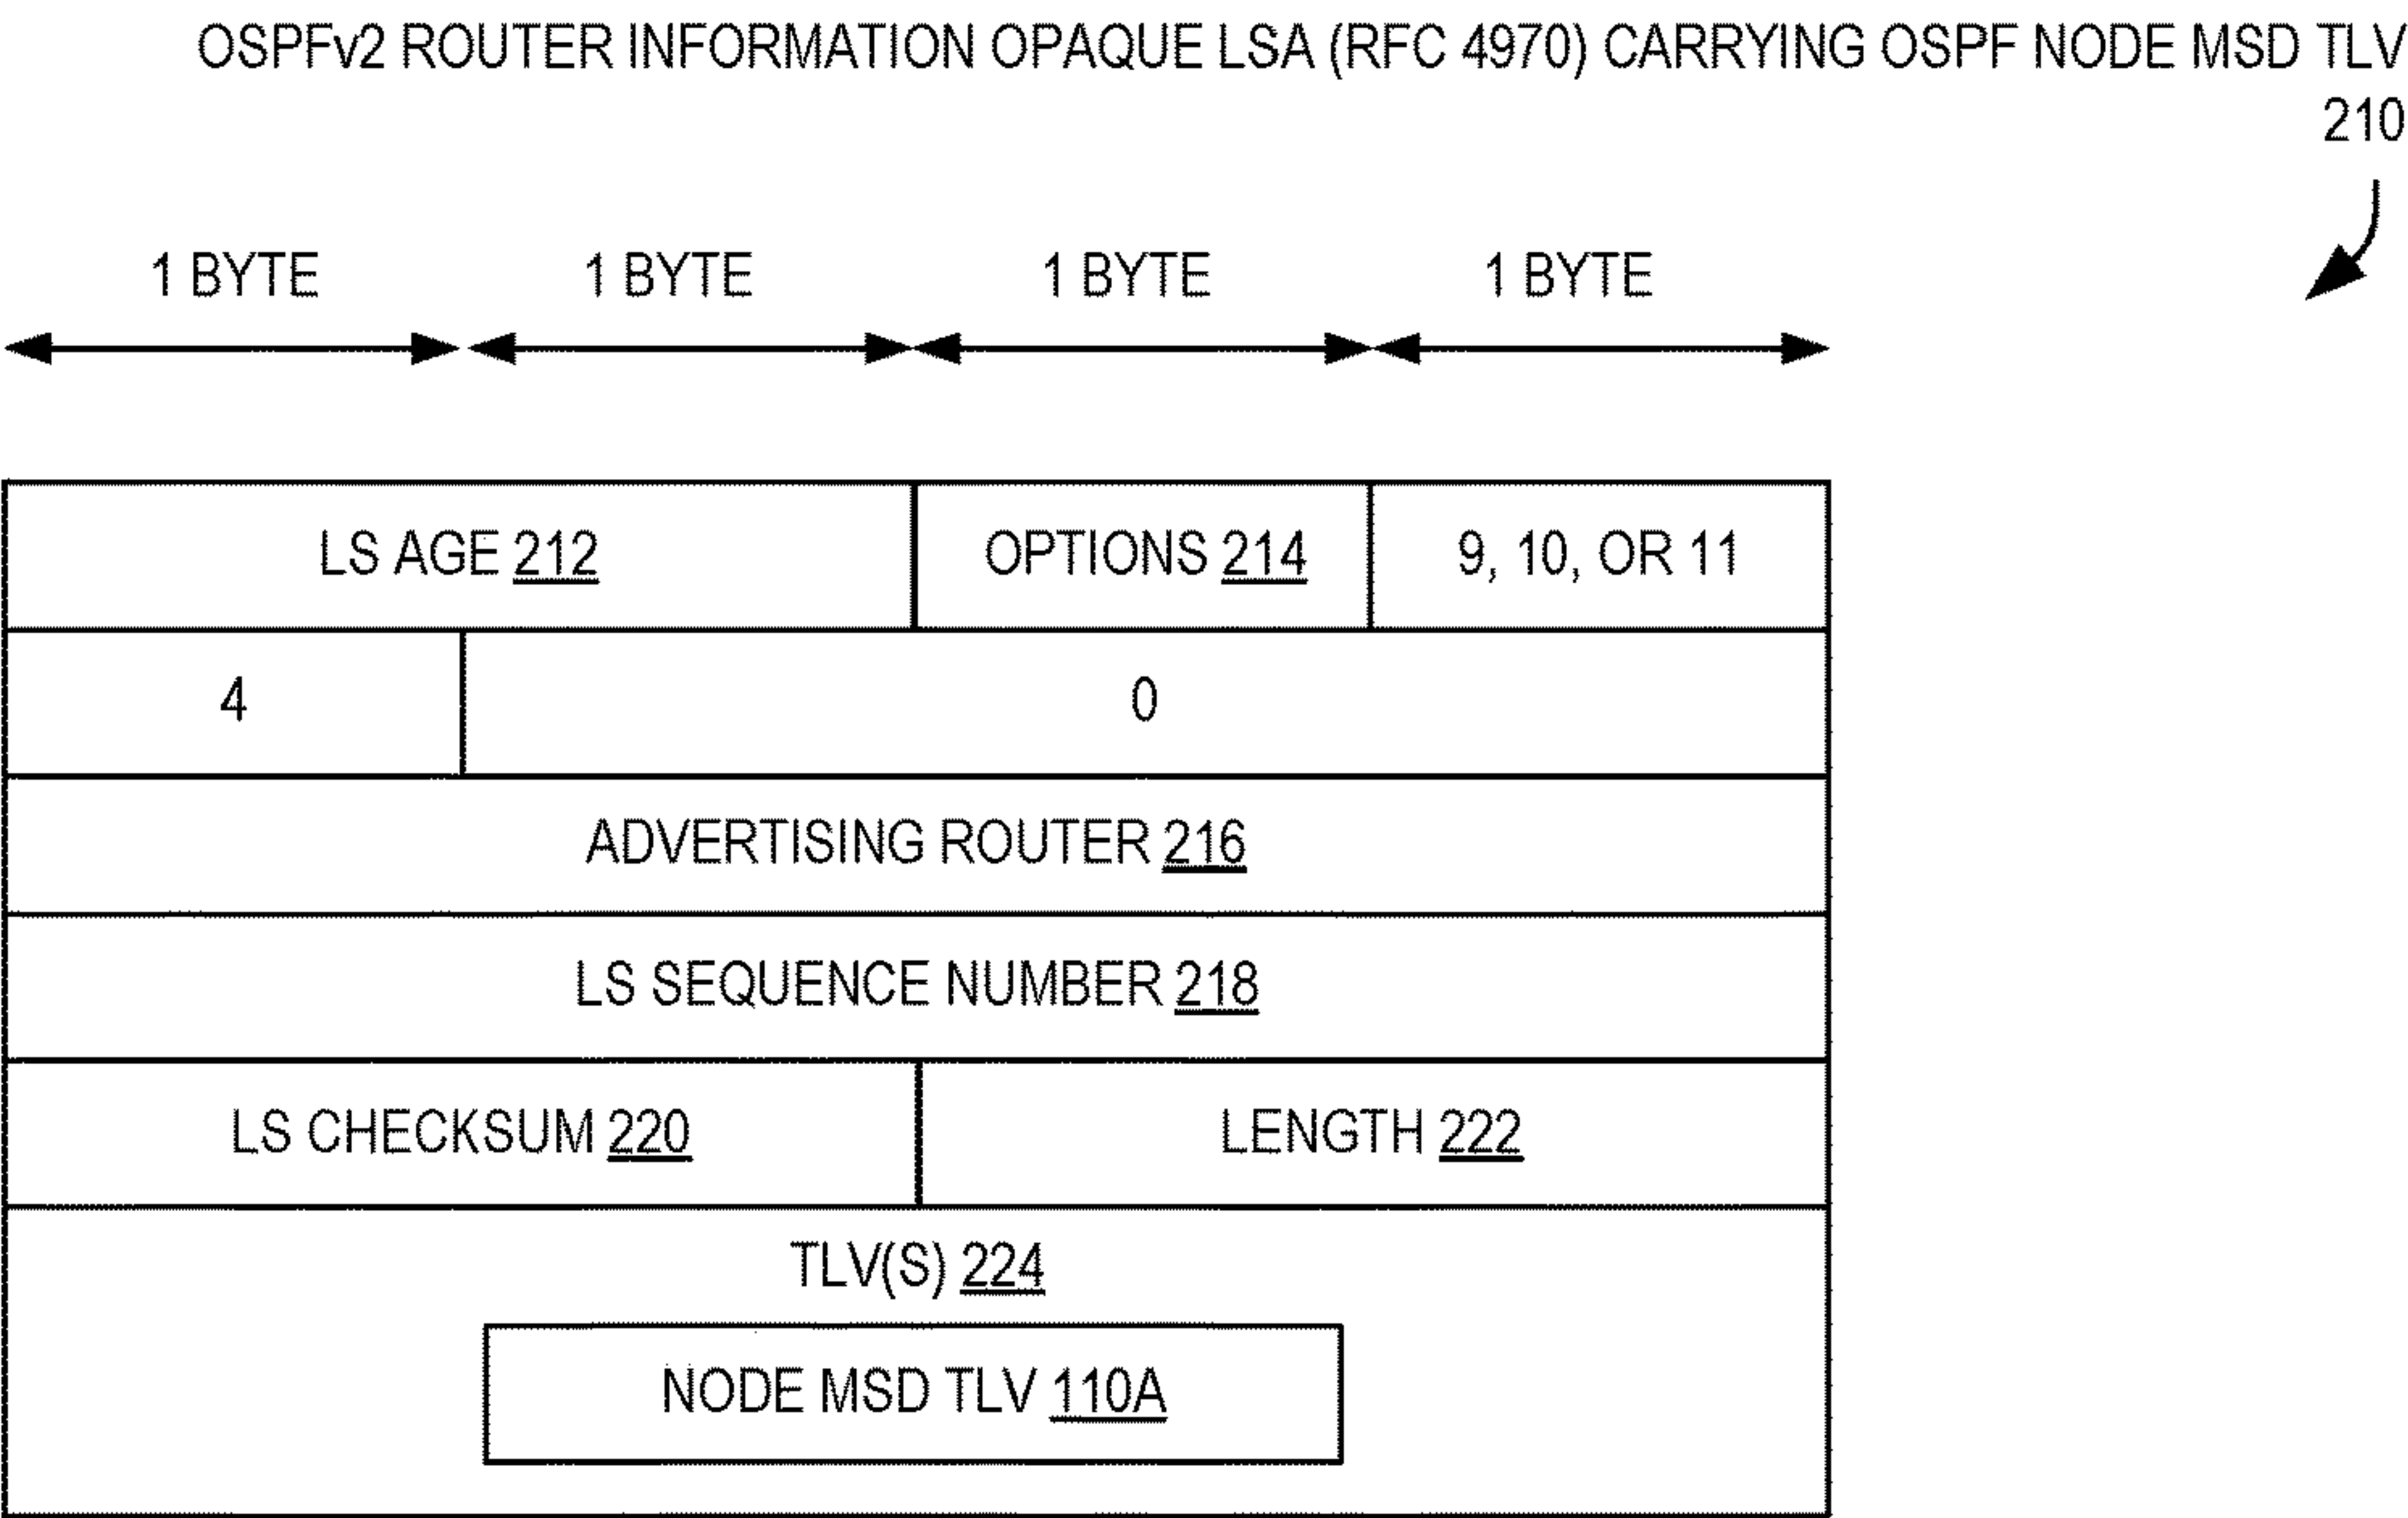 OSPFv2 ROUTER INFORMATION OPAQUE LSA (RFC 4970) CARRYING OSPF NODE MSD TLV
210
1 BYTE 1 BYTE 1 BYTE 1 BYTE
LS AGE 212 OPTIONS 214 9, 10, OR 11
4 0
ADVERTISING ROUTER 216
LS SEQUENCE NUMBER 218
LS CHECKSUM 220 LENGTH 222
TLV(S) 224
NODE MSD TLV 110A